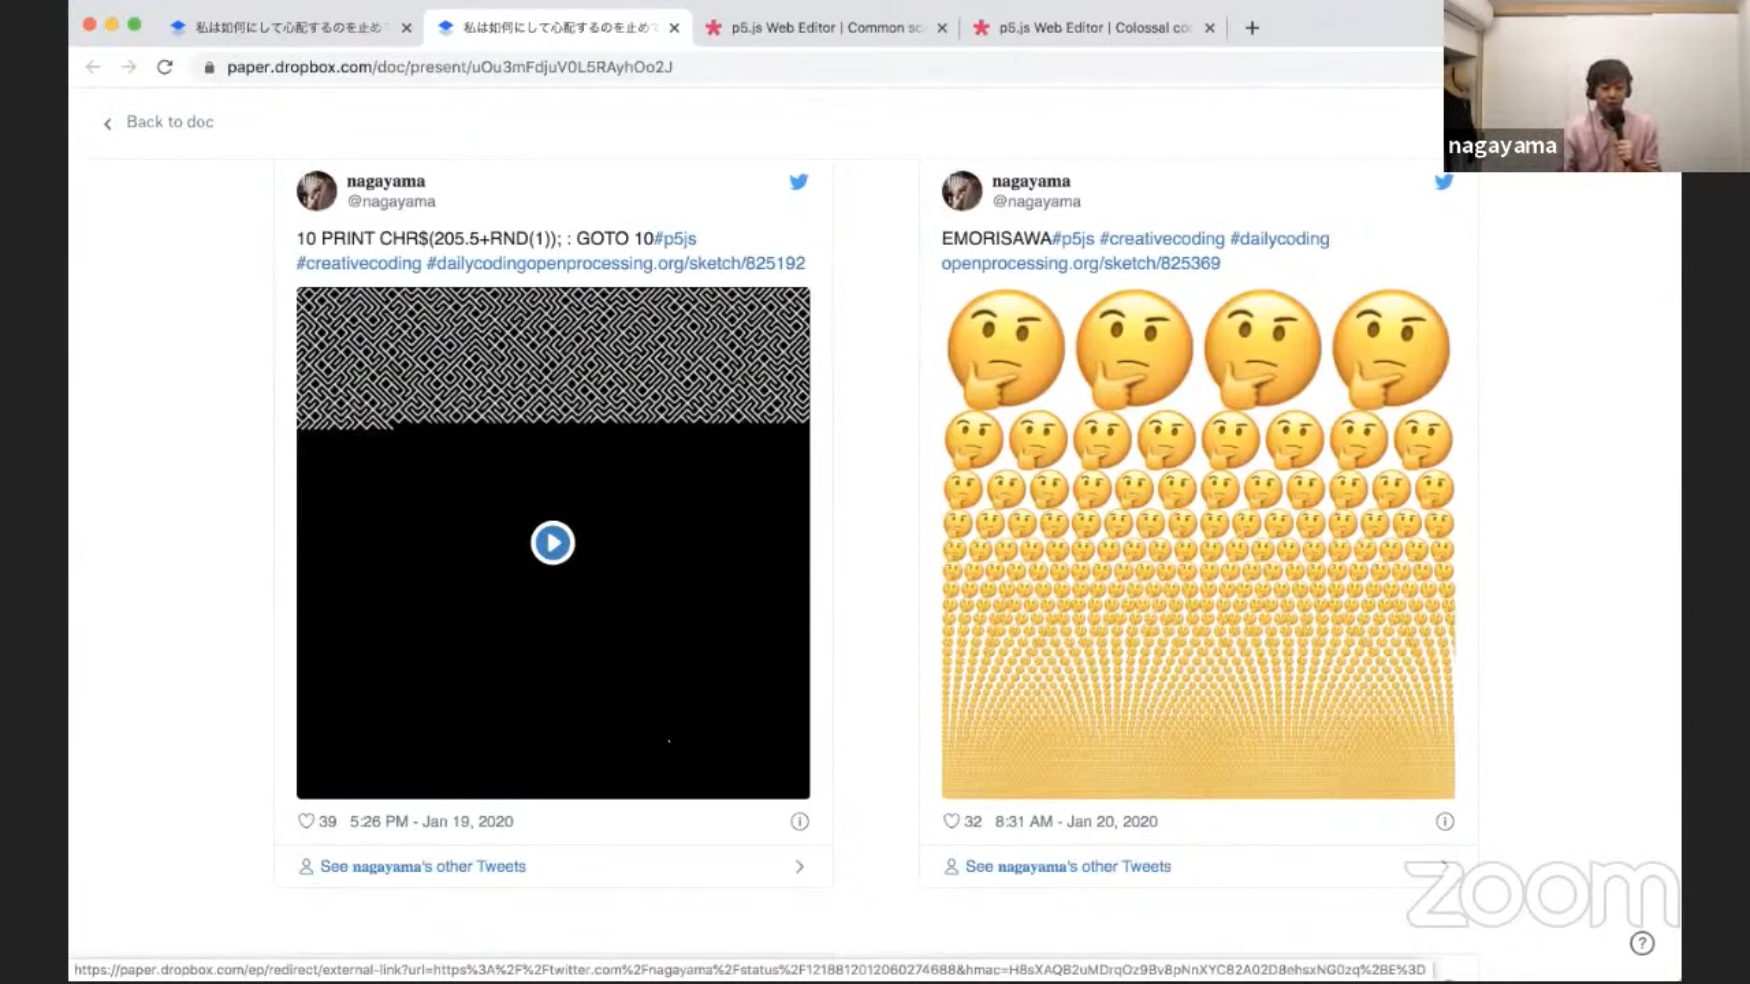 私は如何にして心配するのを止めて
私は如何にして心配するのを止めて
p5.js Web Editor | Common sc
p5.js Web Editor | Colossal co
paper.dropbox.com/doc/present/uOu3mFdjuV0L5RAyhOo2J
Back to doc
nagayama
nagayama
@nagayama
10 PRINT CHR$(205.5+RND(1)); : GOTO 10#p5js
#creativecoding #dailycodingopenprocessing.org/sketch/825192
39 5:26 PM - Jan 19, 2020
See nagayama's other Tweets
nagayama
@nagayama
EMORISAWA#p5js #creativecoding #dailycoding
openprocessing.org/sketch/825369
32 8:31 AM - Jan 20, 2020
See nagayama's other Tweets
zoom
?
https://paper.dropbox.com/ep/redirect/external-link?url=https%3A%2F%2Ftwitter.com%2Fnagayama%2Fstatus%2F1218812012060274688&hmac=H8sXAQB2uMDrqOz9Bv8pNnXYC82A02D8ehsxNG0zq%2BE%3D